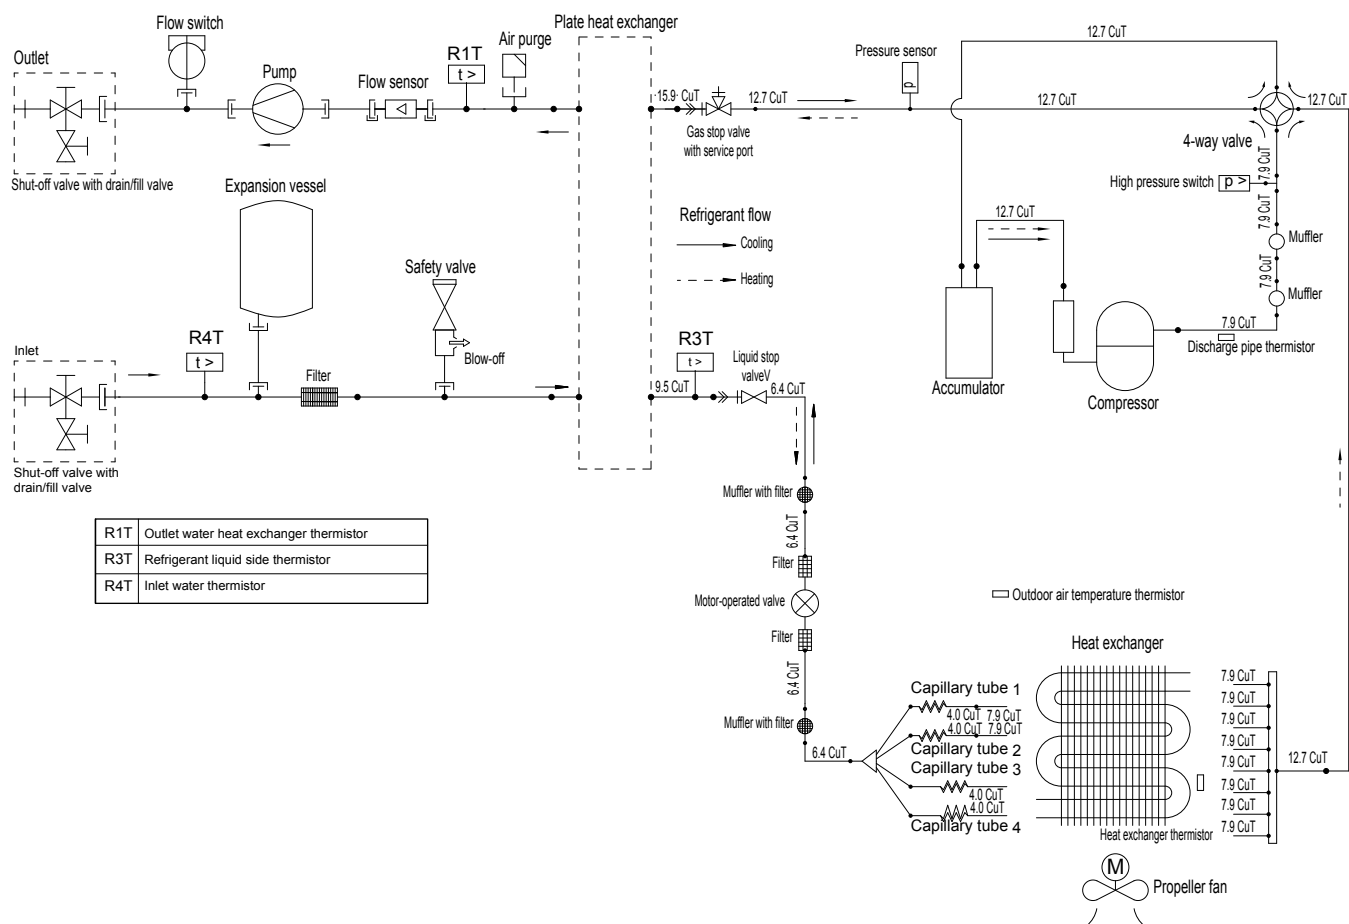 Flow switch
Outlet
Pump
Flow sensor
R1T
t >
Air purge
Plate heat exchanger
Shut-off valve with drain/fill valve
15.9 CuT
12.7 CuT
Gas stop valve
with service port
Pressure sensor
p
12.7 CuT
12.7 CuT
12.7 CuT
4-way valve
7.9 CuT
High pressure switch
p >
7.9 CuT
Muffler
7.9 CuT
Muffler
7.9 CuT
Discharge pipe thermistor
Expansion vessel
Safety valve
Blow-off
Refrigerant flow
Cooling
Heating
12.7 CuT
Accumulator
Compressor
Inlet
R4T
t >
Filter
Shut-off valve with
drain/fill valve
R3T
t >
9.5 CuT
Liquid stop
valveV
6.4 CuT
Muffler with filter
6.4 CuT
Filter
Motor-operated valve
Filter
6.4 CuT
Muffler with filter
6.4 CuT
R1T Outlet water heat exchanger thermistor
R3T Refrigerant liquid side thermistor
R4T Inlet water thermistor
Outdoor air temperature thermistor
Heat exchanger
Capillary tube 1
4.0 CuT 7.9 CuT
4.0 CuT 7.9 CuT
Capillary tube 2
Capillary tube 3
4.0 CuT
4.0 CuT
Capillary tube 4
Heat exchanger thermistor
7.9 CuT
7.9 CuT
7.9 CuT
7.9 CuT
7.9 CuT
7.9 CuT
7.9 CuT
7.9 CuT
12.7 CuT
M
Propeller fan